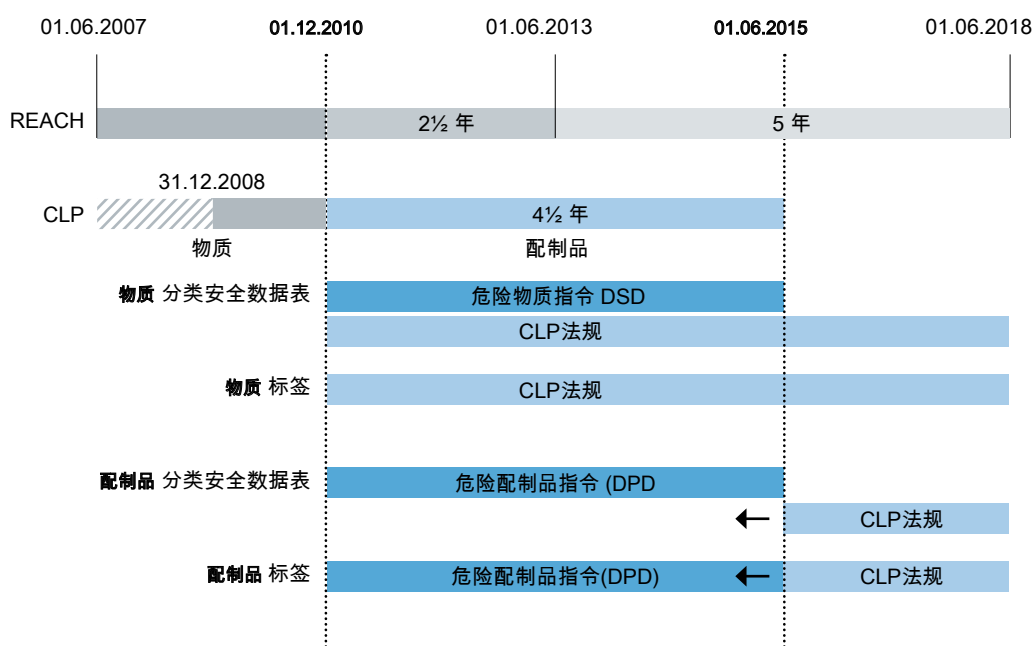 01.06.2007 01.12.2010 01.06.2013 01.06.2015 01.06.2018
REACH 2½ 年 5 年
31.12.2008
CLP 4½ 年
物质 配制品
物质 分类安全数据表 危险物质指令 DSD
CLP法规
物质 标签 CLP法规
配制品 分类安全数据表 危险配制品指令 (DPD
← CLP法规
配制品 标签 危险配制品指令(DPD) ← CLP法规